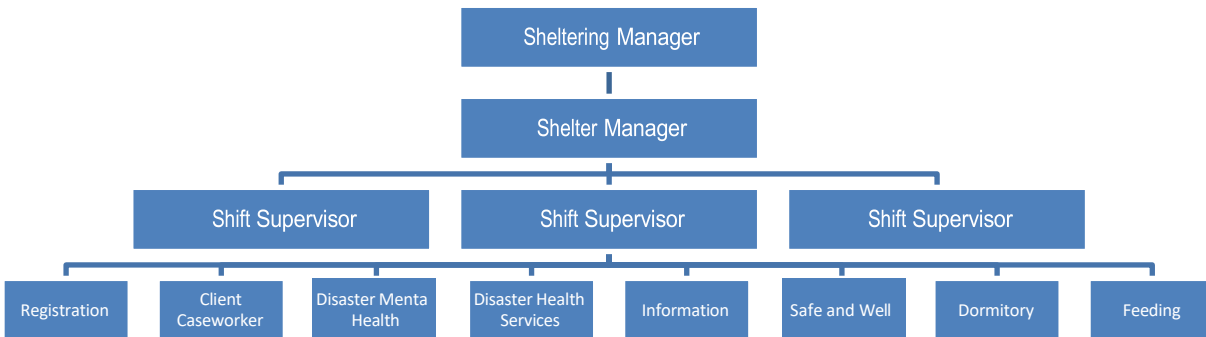 Sheltering Manager
Shelter Manager
Shift Supervisor
Shift Supervisor
Shift Supervisor
Registration
Client
Caseworker
Disaster Menta
Health
Disaster Health
Services
Information
Safe and Well
Dormitory
Feeding